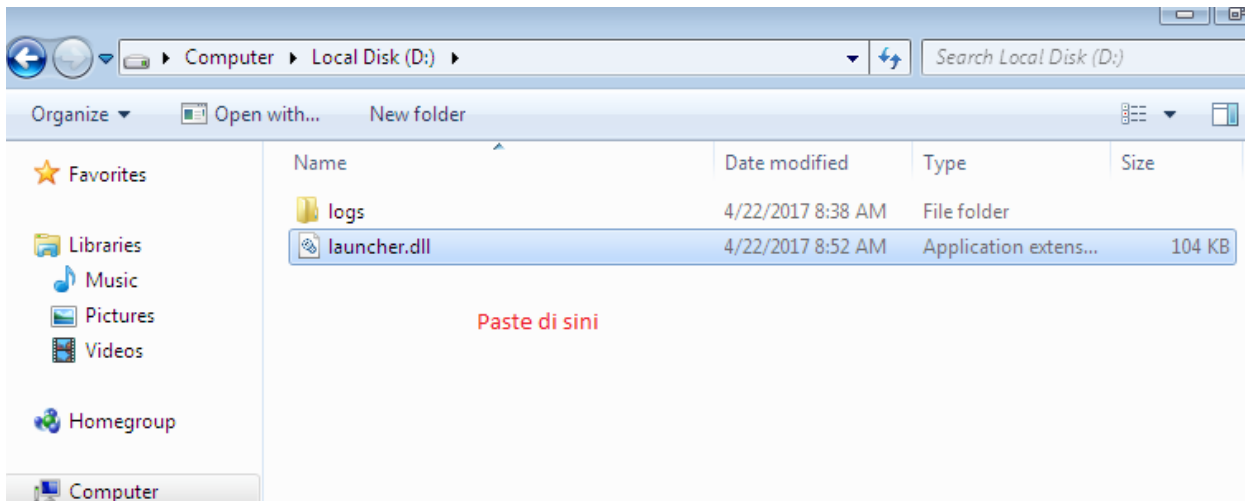 Computer Local Disk (D:) Search Local Disk (D:)
Organize Open with... New folder
Name Date modified Type Size
Favorites
logs 4/22/2017 8:38 AM File folder
Libraries launcher.dll 4/22/2017 8:52 AM Application extens... 104 KB
Music
Pictures Paste di sini
Videos
Homegroup
Computer